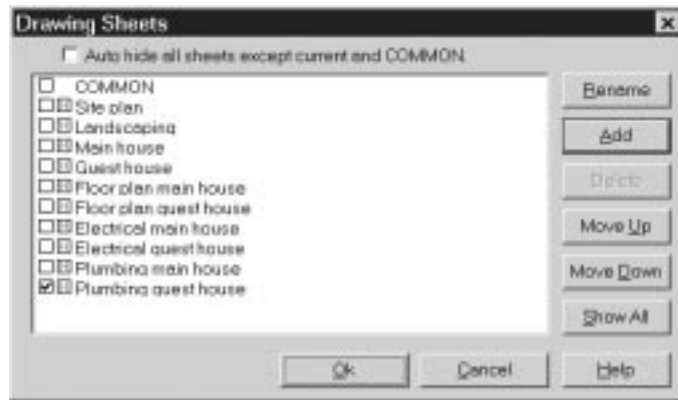 Drawing Sheets
Auto hide all sheets except current and COMMON.
COMMON
Site plan
Landscaping
Main house
Guest house
Floor plan main house
Floor plan guest house
Electrical main house
Electrical guest house
Plumbing main house
Plumbing guest house
Rename
Add
Delete
Move Up
Move Down
Show All
Ok
Cancel
Help